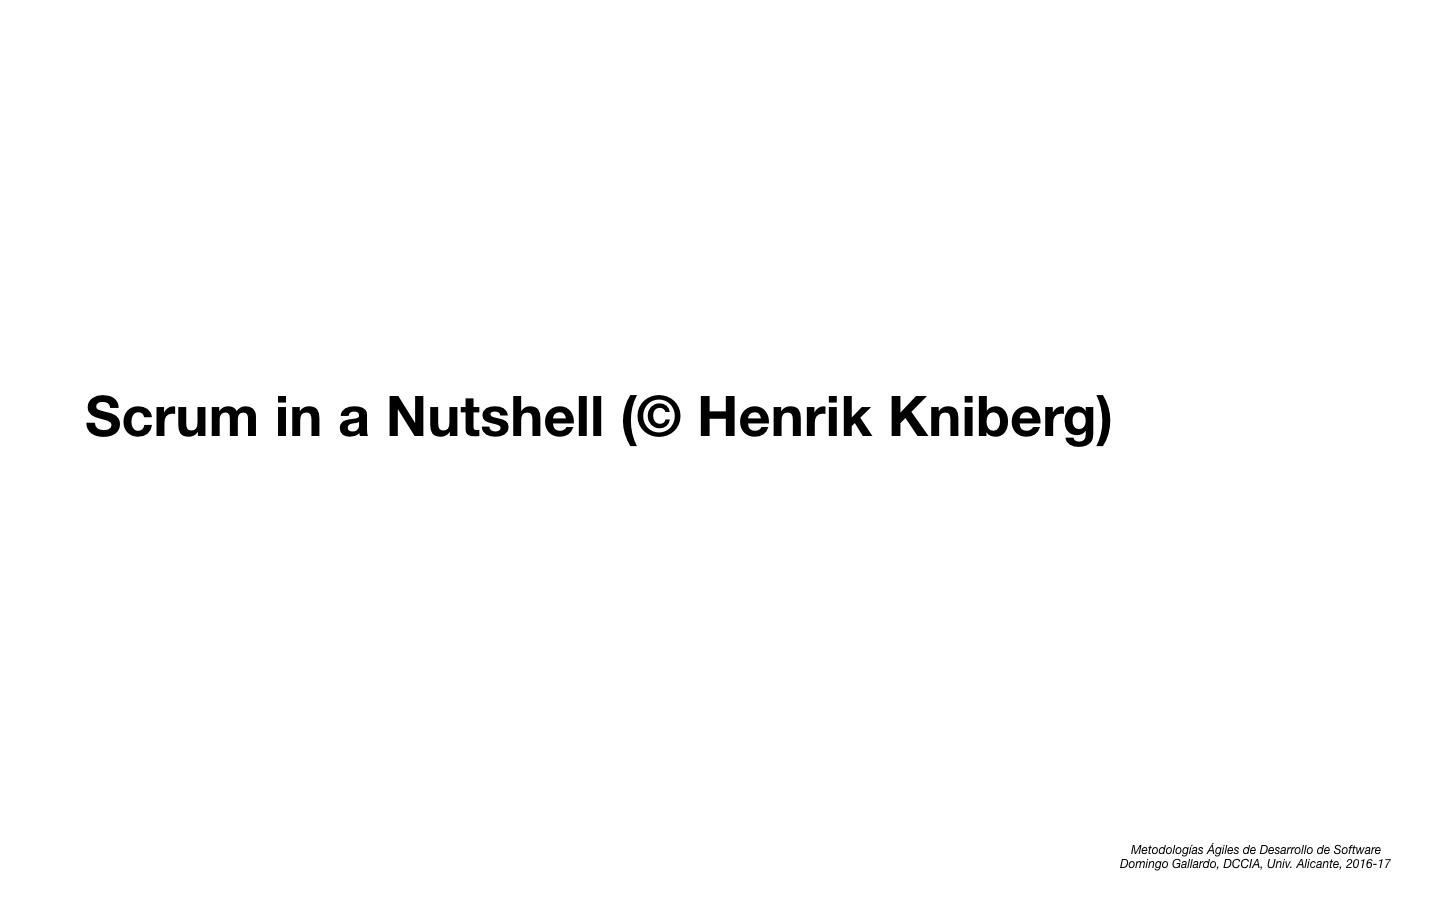 Scrum in a Nutshell (© Henrik Kniberg)
Metodologías Ágiles de Desarrollo de Software
Domingo Gallardo, DCCIA, Univ. Alicante, 2016-17